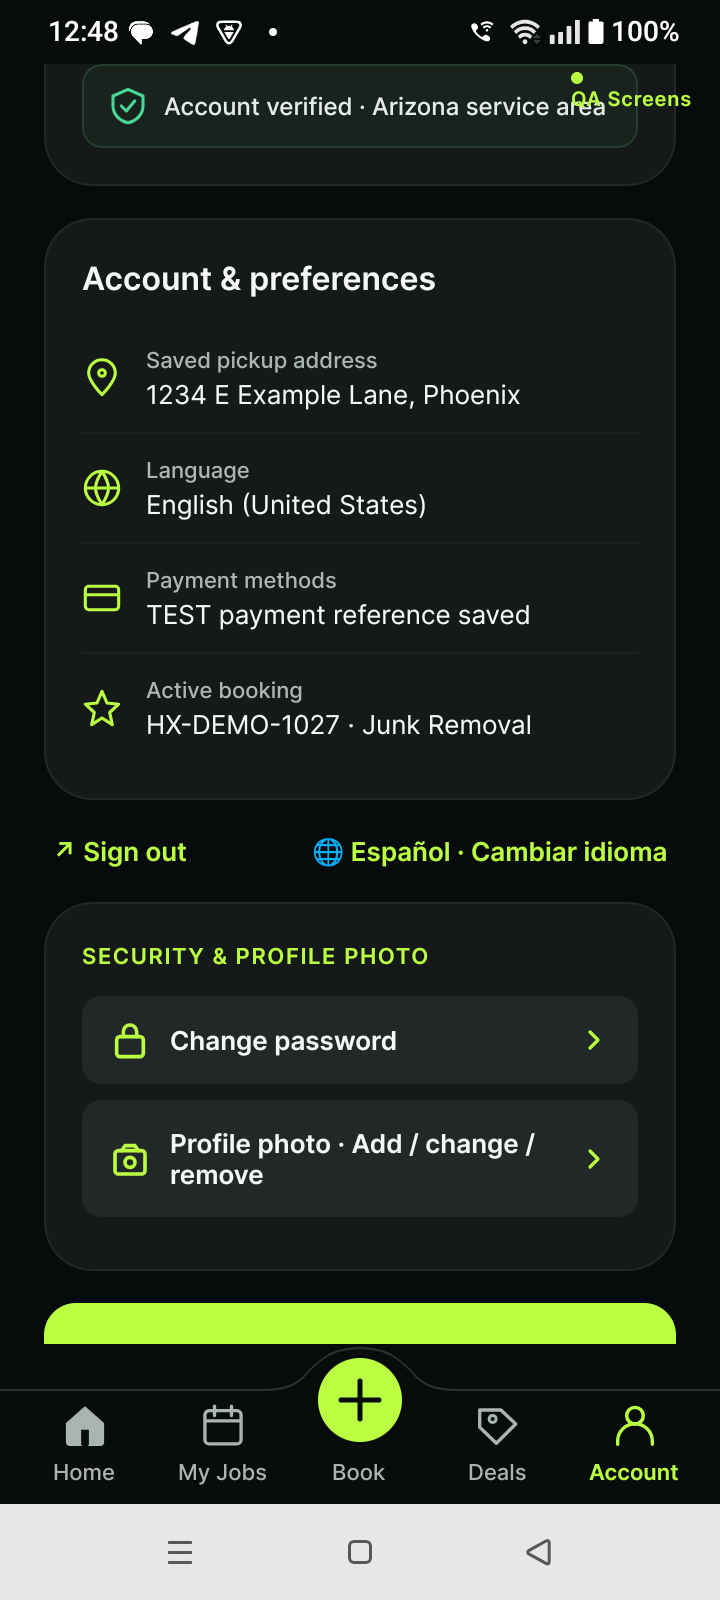 12:48
100%
QA Screens
Account verified · Arizona service area
Account & preferences
Saved pickup address
1234 E Example Lane, Phoenix
Language
English (United States)
Payment methods
TEST payment reference saved
Active booking
HX-DEMO-1027 · Junk Removal
Sign out
Español · Cambiar idioma
SECURITY & PROFILE PHOTO
Change password
Profile photo · Add / change /
remove
Home
My Jobs
Book
Deals
Account